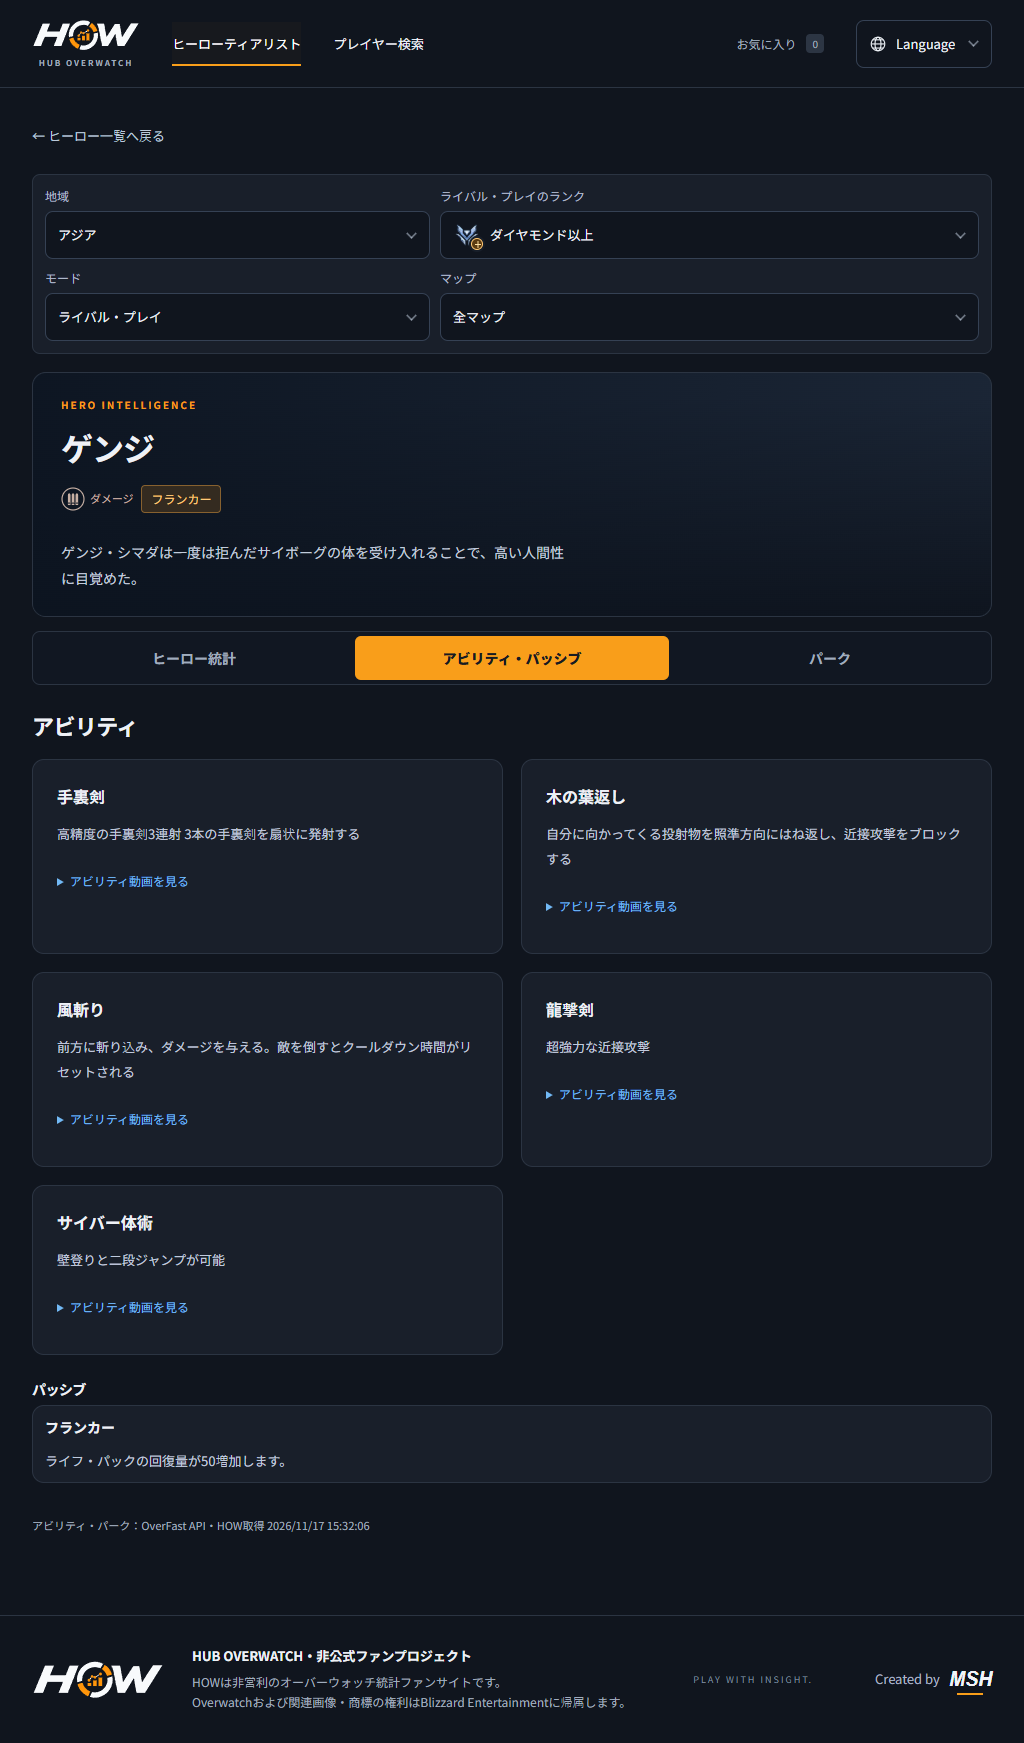 HOW
HUB OVERWATCH
ヒーローティアリスト
プレイヤー検索
お気に入り 0
Language
← ヒーロー一覧へ戻る
地域
ライバル・プレイのランク
アジア
ダイヤモンド以上
モード
マップ
ライバル・プレイ
全マップ
HERO INTELLIGENCE
ゲンジ
ダメージ
フランカー
ゲンジ・シマダは一度は拒んだサイボーグの体を受け入れることで、高い人間性
に目覚めた。
ヒーロー統計
アビリティ・パッシブ
パーク
アビリティ
手裏剣
高精度の手裏剣3連射 3本の手裏剣を扇状に発射する
▶ アビリティ動画を見る
木の葉返し
自分に向かってくる投射物を照準方向にはね返し、近接攻撃をブロック
する
▶ アビリティ動画を見る
風斬り
前方に斬り込み、ダメージを与える。敵を倒すとクールダウン時間がリ
セットされる
▶ アビリティ動画を見る
龍撃剣
超強力な近接攻撃
▶ アビリティ動画を見る
サイバー体術
壁登りと二段ジャンプが可能
▶ アビリティ動画を見る
パッシブ
フランカー
ライフ・パックの回復量が50増加します。
アビリティ・パーク：OverFast API・HOW取得 2026/11/17 15:32:06
HOW
HUB OVERWATCH・非公式ファンプロジェクト
HOWは非営利のオーバーウォッチ統計ファンサイトです。
Overwatchおよび関連画像・商標の権利はBlizzard Entertainmentに帰属します。
PLAY WITH INSIGHT.
Created by MSH